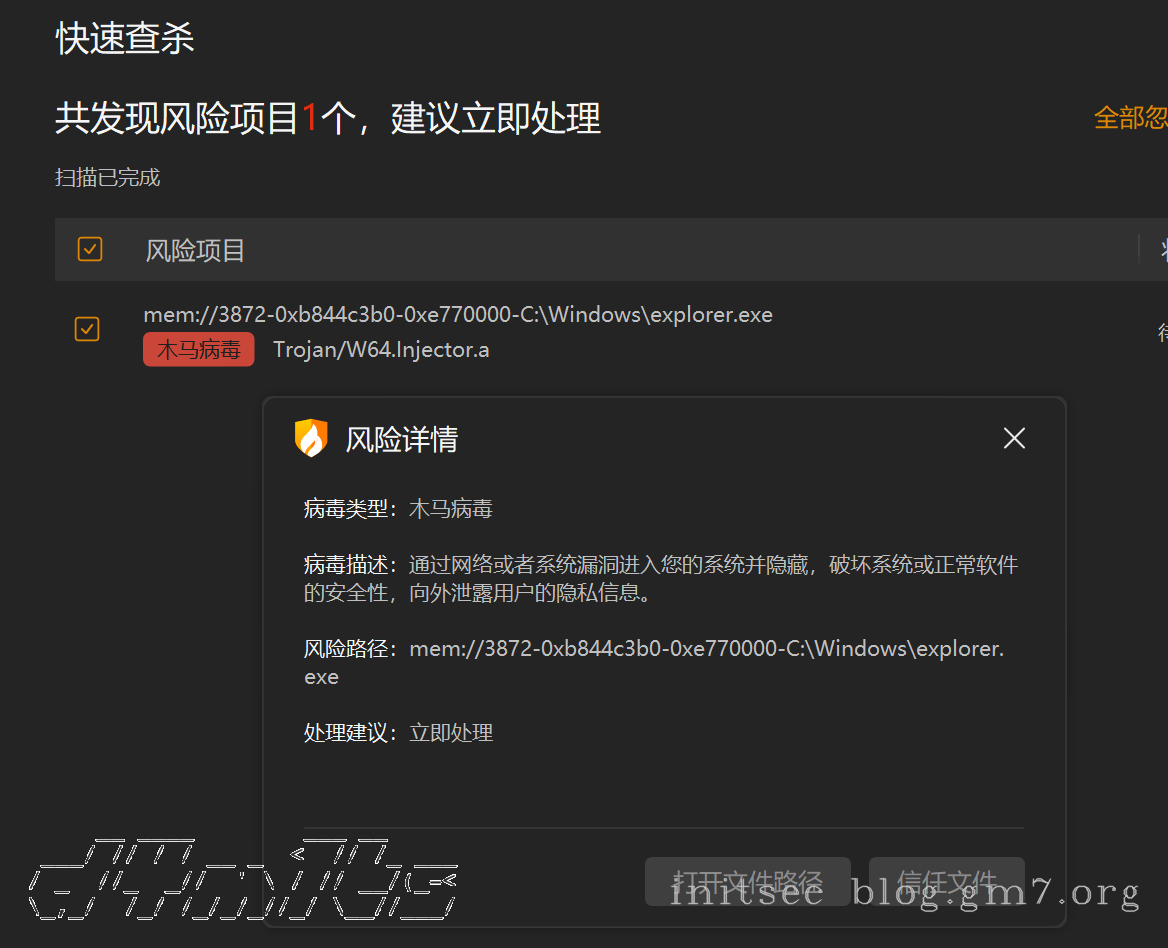 快速查杀
共发现风险项目1个，建议立即处理
全部忽
扫描已完成
风险项目
mem://3872-0xb844c3b0-0xe770000-C:\Windows\explorer.exe
木马病毒 Trojan/W64.Injector.a
风险详情
病毒类型：木马病毒
病毒描述：通过网络或者系统漏洞进入您的系统并隐藏，破坏系统或正常软件
的安全性，向外泄露用户的隐私信息。
风险路径：mem://3872-0xb844c3b0-0xe770000-C:\Windows\explorer.
exe
处理建议：立即处理
打开文件路径 信任文件
initsec blog.gm7.org